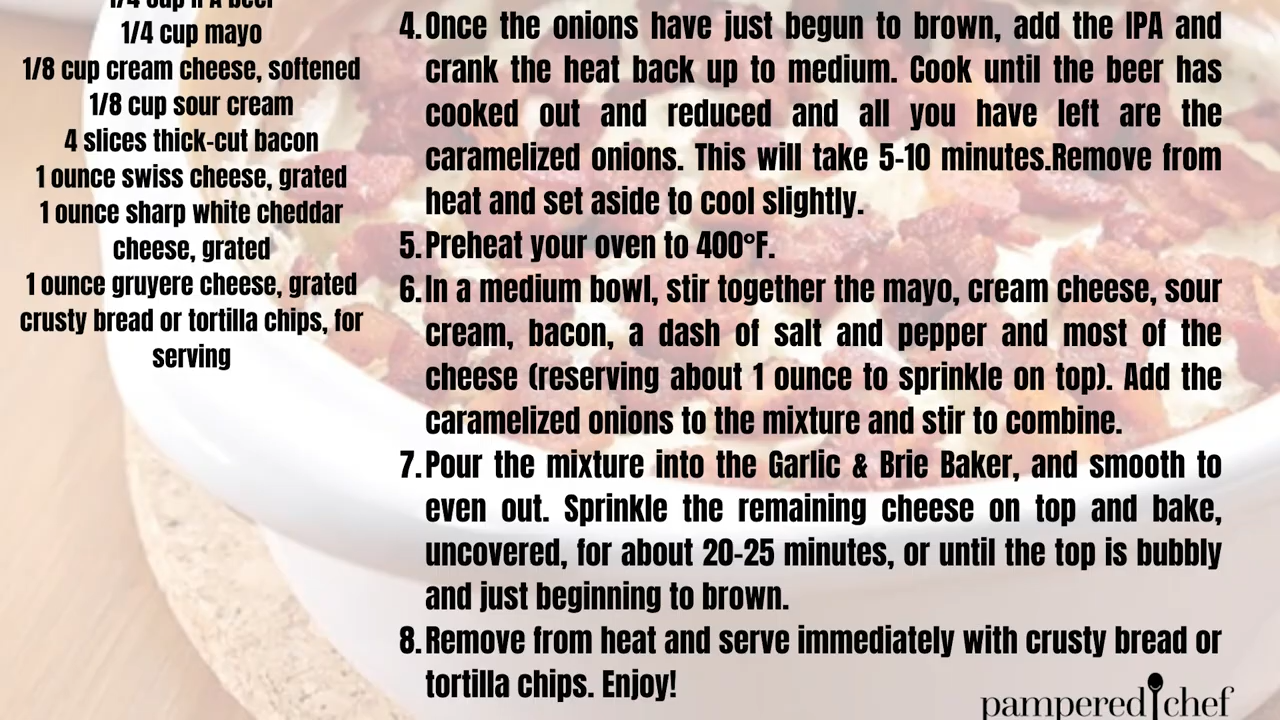 1/4 cup IPA beer
1/4 cup mayo
1/8 cup cream cheese, softened
1/8 cup sour cream
4 slices thick-cut bacon
1 ounce swiss cheese, grated
1 ounce sharp white cheddar
cheese, grated
1 ounce gruyere cheese, grated
crusty bread or tortilla chips, for
serving
4. Once the onions have just begun to brown, add the IPA and
crank the heat back up to medium. Cook until the beer has
cooked out and reduced and all you have left are the
caramelized onions. This will take 5-10 minutes.Remove from
heat and set aside to cool slightly.
5. Preheat your oven to 400°F.
6. In a medium bowl, stir together the mayo, cream cheese, sour
cream, bacon, a dash of salt and pepper and most of the
cheese (reserving about 1 ounce to sprinkle on top). Add the
caramelized onions to the mixture and stir to combine.
7. Pour the mixture into the Garlic & Brie Baker, and smooth to
even out. Sprinkle the remaining cheese on top and bake,
uncovered, for about 20-25 minutes, or until the top is bubbly
and just beginning to brown.
8. Remove from heat and serve immediately with crusty bread or
tortilla chips. Enjoy!
pampered chef